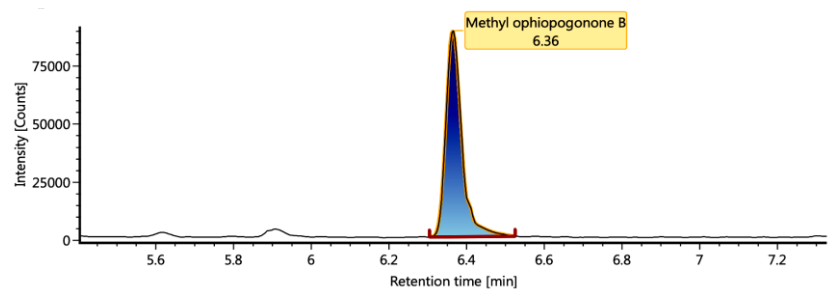 Methyl ophiopogonone B
6.36
Intensity [Counts]
75000
50000
25000
0
5.6 5.8 6 6.2 6.4 6.6 6.8 7 7.2
Retention time [min]